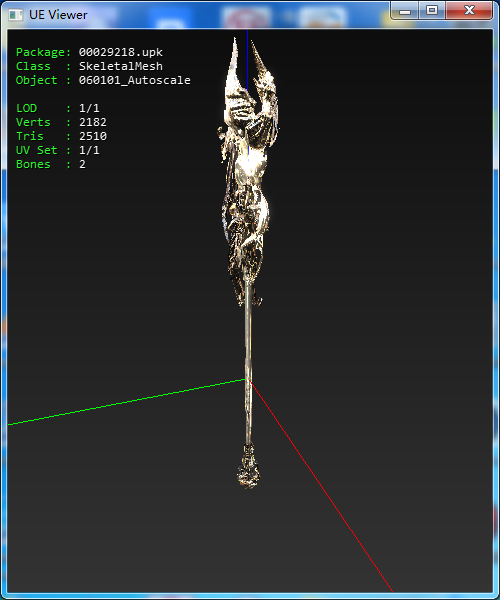 UE Viewer
Package: 00029218.upk
Class  : SkeletalMesh
Object : 060101_Autoscale
LOD    : 1/1
Verts  : 2182
Tris   : 2510
UV Set : 1/1
Bones  : 2